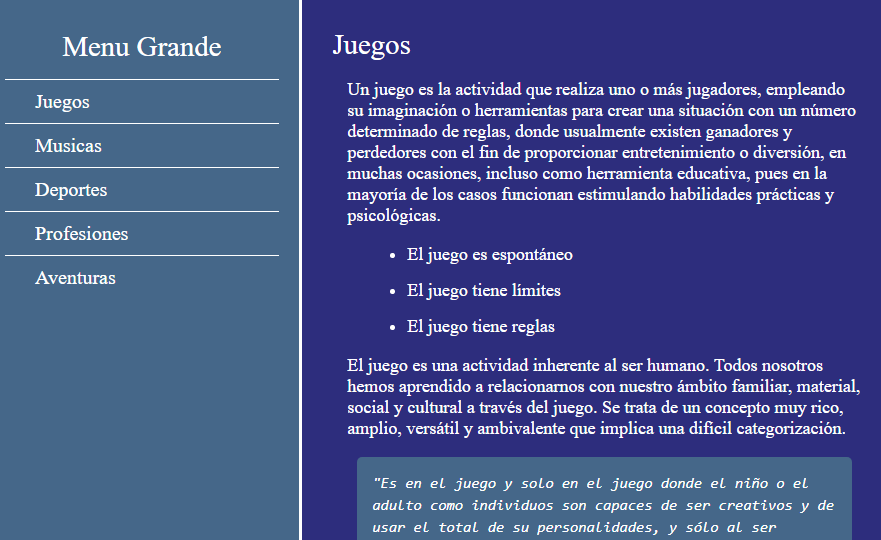 Menu Grande
Juegos
Musicas
Deportes
Profesiones
Aventuras
Juegos
Un juego es la actividad que realiza uno o más jugadores, empleando
su imaginación o herramientas para crear una situación con un número
determinado de reglas, donde usualmente existen ganadores y
perdedores con el fin de proporcionar entretenimiento o diversión, en
muchas ocasiones, incluso como herramienta educativa, pues en la
mayoría de los casos funcionan estimulando habilidades prácticas y
psicológicas.
• El juego es espontáneo
• El juego tiene límites
• El juego tiene reglas
El juego es una actividad inherente al ser humano. Todos nosotros
hemos aprendido a relacionarnos con nuestro ámbito familiar, material,
social y cultural a través del juego. Se trata de un concepto muy rico,
amplio, versátil y ambivalente que implica una difícil categorización.
"Es en el juego y solo en el juego donde el niño o el
adulto como individuos son capaces de ser creativos y de
usar el total de su personalidades, y sólo al ser